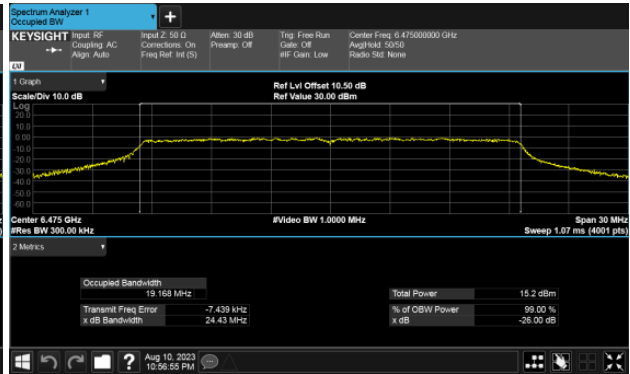 Spectrum Analyzer 1
Occupied BW
+
KEYSIGHT Input: RF Input Z: 50 Ω Atten: 30 dB Trig: Free Run Center Freq: 6.475000000 GHz
Coupling: AC Corrections: On Preamp: Off Gate: Off Avg|Hold: 50/50
Align: Auto Freq Ref: Int (S) #IF Gain: Low Radio Std: None
LXI
1 Graph
Ref Lvl Offset 10.50 dB
Scale/Div 10.0 dB Ref Value 30.00 dBm
Log
20.0
10.0
0.00
-10.0
-20.0
-30.0
-40.0
-50.0
-60.0
Center 6.475 GHz #Video BW 1.0000 MHz Span 30 MHz
#Res BW 300.00 kHz Sweep 1.07 ms (4001 pts)
2 Metrics
Occupied Bandwidth
19.168 MHz Total Power 15.2 dBm
Transmit Freq Error -7.439 kHz % of OBW Power 99.00 %
x dB Bandwidth 24.43 MHz x dB -26.00 dB
? Aug 10, 2023
10:56:55 PM